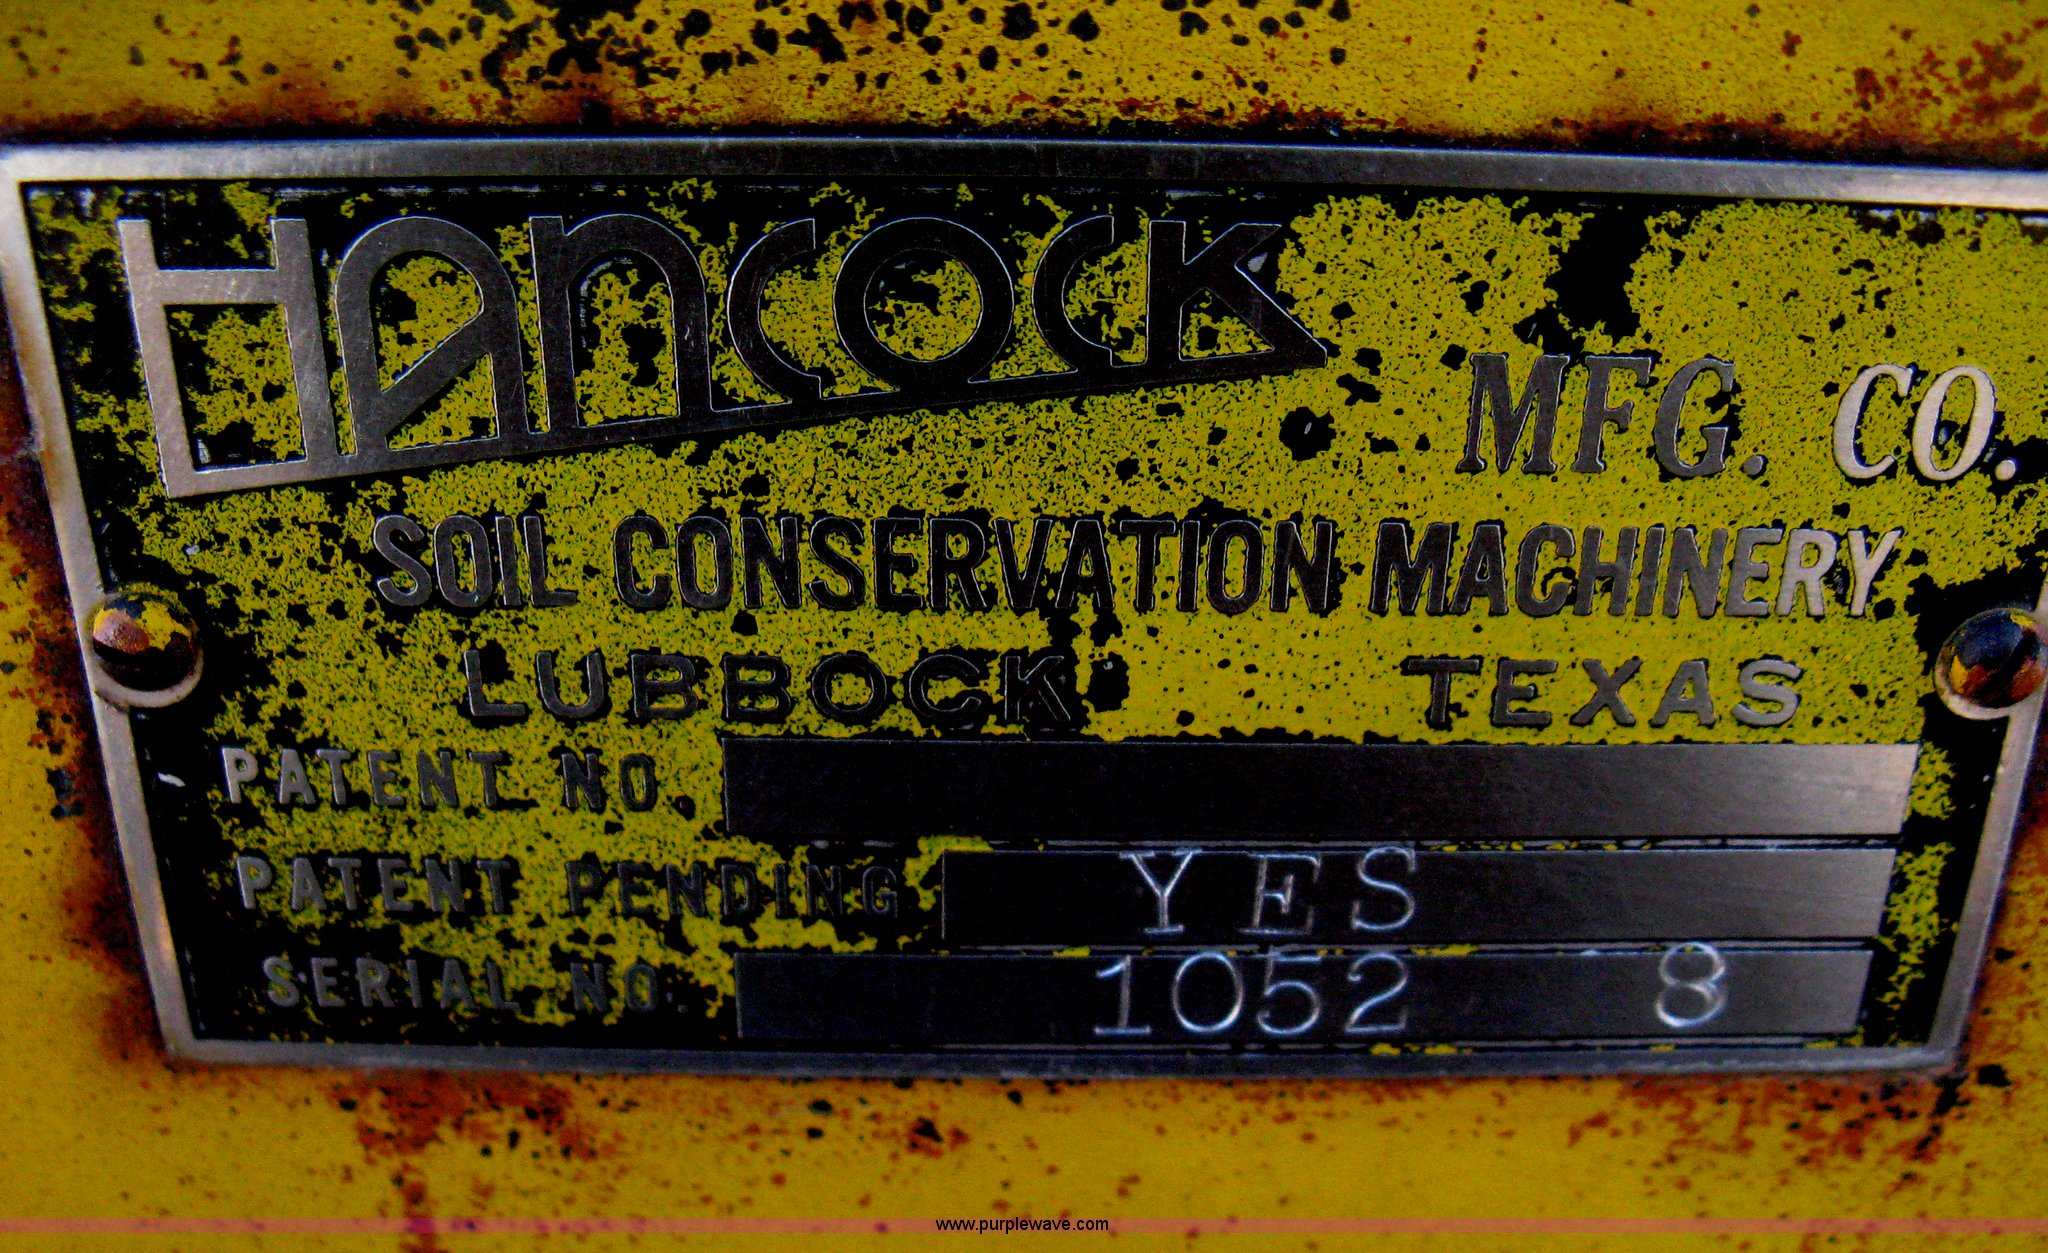 HANCOCK
MFG. CO.
SOIL CONSERVATION MACHINERY
LUBBOCK TEXAS
PATENT NO.
PATENT PENDING YES
SERIAL NO. 1052 8
www.purplewave.com